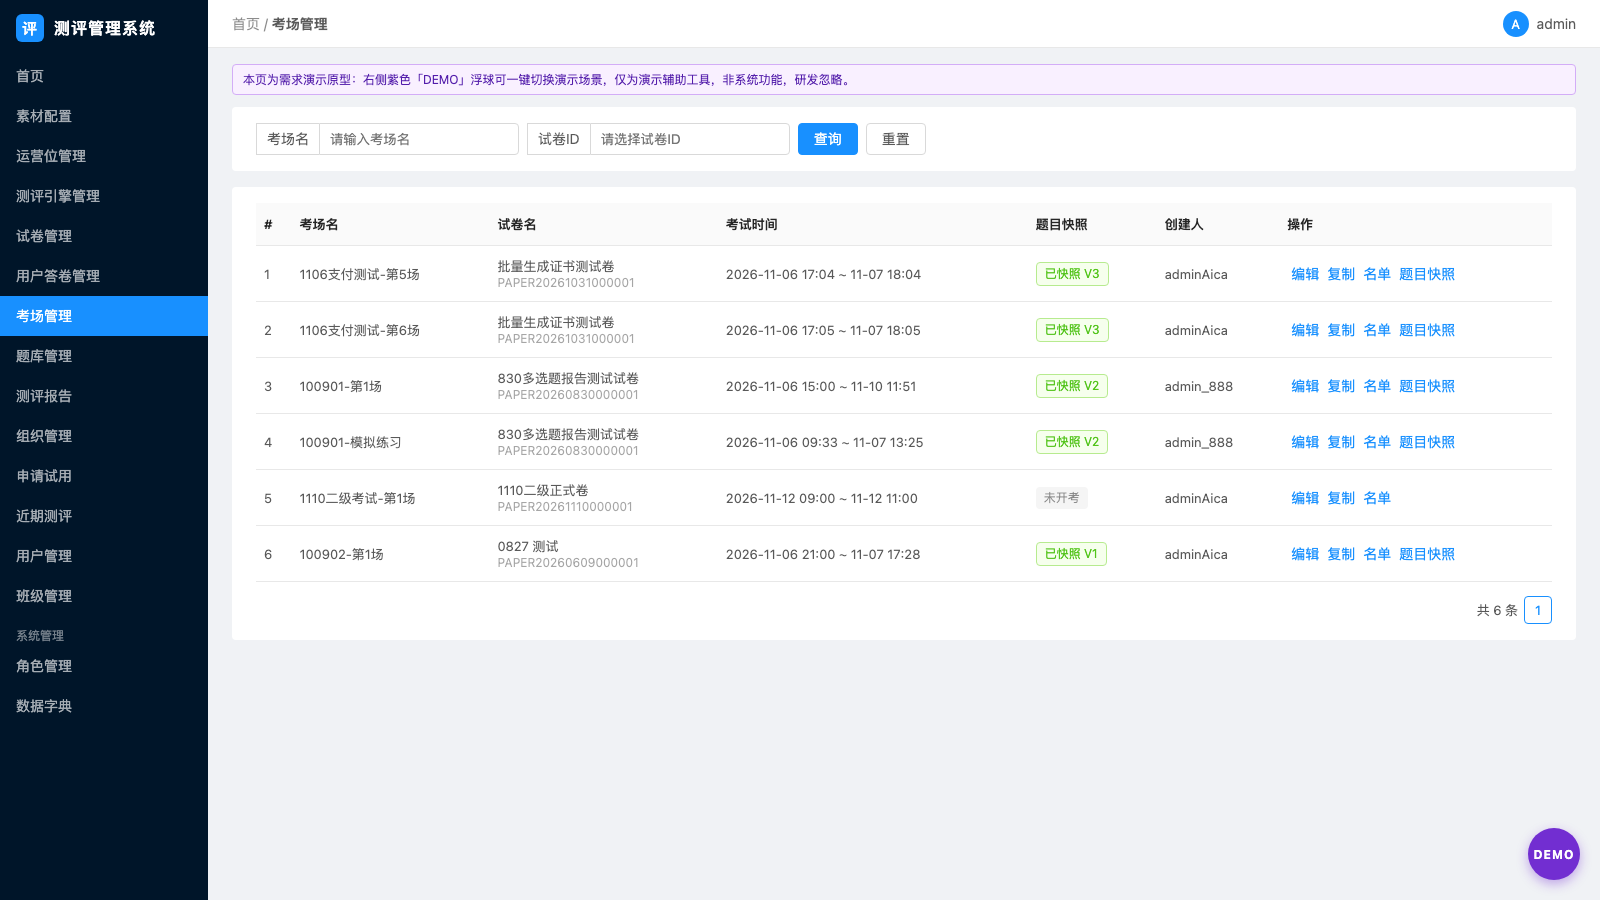 评 测评管理系统
首页 / 考场管理
A admin
首页
素材配置
运营位管理
测评引擎管理
试卷管理
用户答卷管理
考场管理
题库管理
测评报告
组织管理
申请试用
近期测评
用户管理
班级管理
系统管理
角色管理
数据字典
本页为需求演示原型：右侧紫色「DEMO」浮球可一键切换演示场景，仅为演示辅助工具，非系统功能，研发忽略。
考场名 请输入考场名 试卷ID 请选择试卷ID 查询 重置
# 考场名 试卷名 考试时间 题目快照 创建人 操作
1 1106支付测试-第5场 批量生成证书测试卷 2026-11-06 17:04 ~ 11-07 18:04 已快照 V3 adminAica 编辑 复制 名单 题目快照
PAPER20261031000001
2 1106支付测试-第6场 批量生成证书测试卷 2026-11-06 17:05 ~ 11-07 18:05 已快照 V3 adminAica 编辑 复制 名单 题目快照
PAPER20261031000001
3 100901-第1场 830多选题报告测试试卷 2026-11-06 15:00 ~ 11-10 11:51 已快照 V2 admin_888 编辑 复制 名单 题目快照
PAPER20260830000001
4 100901-模拟练习 830多选题报告测试试卷 2026-11-06 09:33 ~ 11-07 13:25 已快照 V2 admin_888 编辑 复制 名单 题目快照
PAPER20260830000001
5 1110二级考试-第1场 1110二级正式卷 2026-11-12 09:00 ~ 11-12 11:00 未开考 adminAica 编辑 复制 名单
PAPER20261110000001
6 100902-第1场 0827 测试 2026-11-06 21:00 ~ 11-07 17:28 已快照 V1 adminAica 编辑 复制 名单 题目快照
PAPER20260609000001
共 6 条 1
DEMO